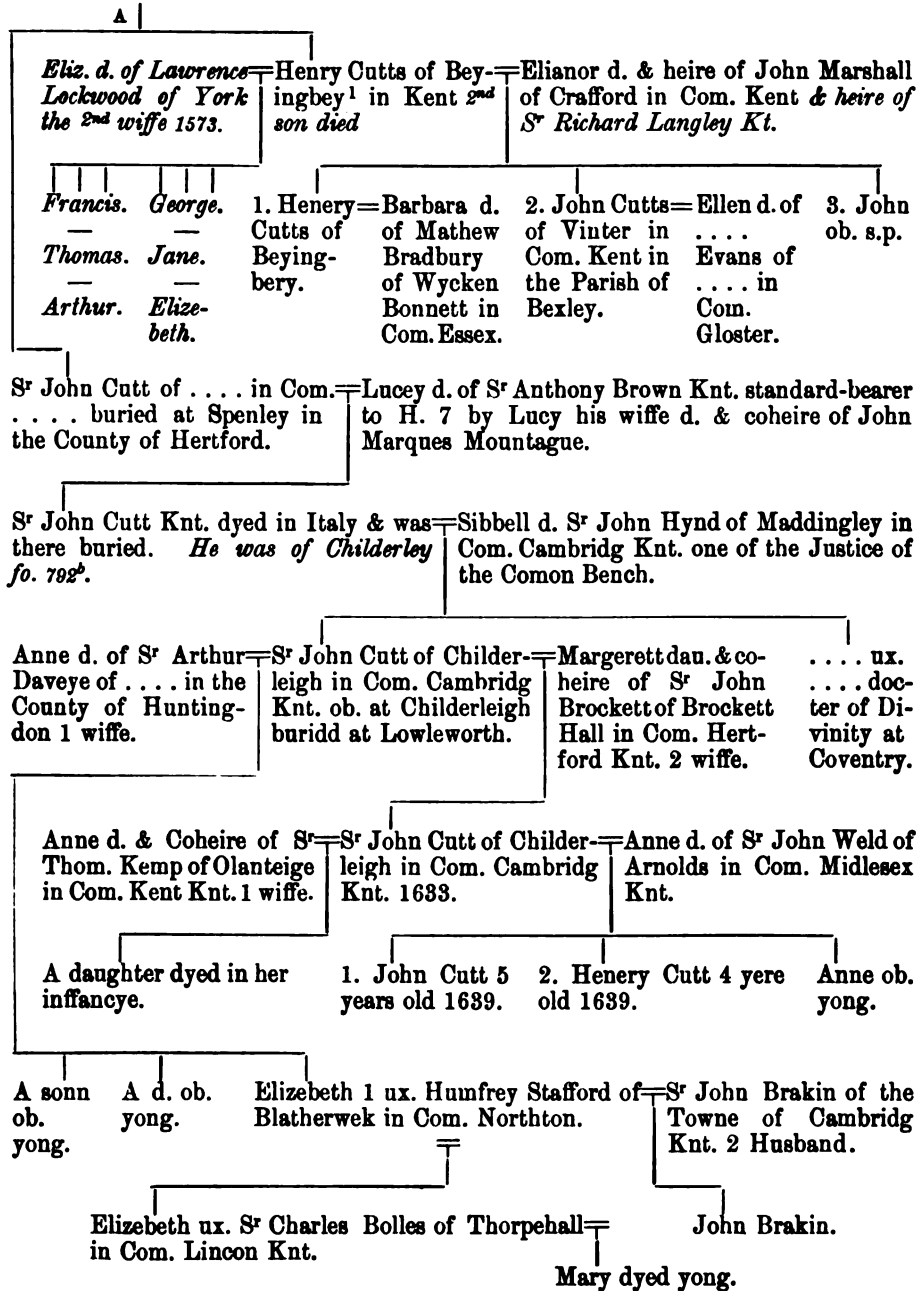 A
Eliz. d. of Lawrence=Henry Cutts of Bey-=Elianor d. & heire of John Marshall
Lockwood of York ingbey¹ in Kent 2nd of Crafford in Com. Kent & heire of
the 2nd wiffe 1573. son died Sr Richard Langley Kt.
Francis. George. 1. Henery=Barbara d. 2. John Cutts=Ellen d. of 3. John
— — Cutts of of Mathew of Vinter in . . . . ob. s.p.
Thomas. Jane. Beying- Bradbury Com. Kent in Evans of
— — bery. of Wycken the Parish of . . . . in
Arthur. Elize- Bonnett in Bexley. Com.
beth. Com. Essex. Gloster.
Sr John Cutt of . . . . in Com.=Lucey d. of Sr Anthony Brown Knt. standard-bearer
. . . . buried at Spenley in to H. 7 by Lucy his wiffe d. & coheire of John
the County of Hertford. Marques Mountague.
Sr John Cutt Knt. dyed in Italy & was=Sibbell d. Sr John Hynd of Maddingley in
there buried. He was of Childerley Com. Cambridg Knt. one of the Justice of
fo. 792b. the Comon Bench.
Anne d. of Sr Arthur=Sr John Cutt of Childer-=Margerett dau. & co- . . . . ux.
Daveye of . . . . in the leigh in Com. Cambridg heire of Sr John . . . . doc-
County of Hunting- Knt. ob. at Childerleigh Brockett of Brockett ter of Di-
don 1 wiffe. buridd at Lowleworth. Hall in Com. Hert- vinity at
ford Knt. 2 wiffe. Coventry.
Anne d. & Coheire of Sr=Sr John Cutt of Childer-=Anne d. of Sr John Weld of
Thom. Kemp of Olanteige leigh in Com. Cambridg Arnolds in Com. Midlesex
in Com. Kent Knt. 1 wiffe. Knt. 1633. Knt.
A daughter dyed in her 1. John Cutt 5 2. Henery Cutt 4 yere Anne ob.
inffancye. years old 1639. old 1639. yong.
A sonn A d. ob. Elizebeth 1 ux. Humfrey Stafford of=Sr John Brakin of the
ob. yong. Blatherwek in Com. Northton. Towne of Cambridg
yong. = Knt. 2 Husband.
Elizebeth ux. Sr Charles Bolles of Thorpehall= John Brakin.
in Com. Lincon Knt.
Mary dyed yong.